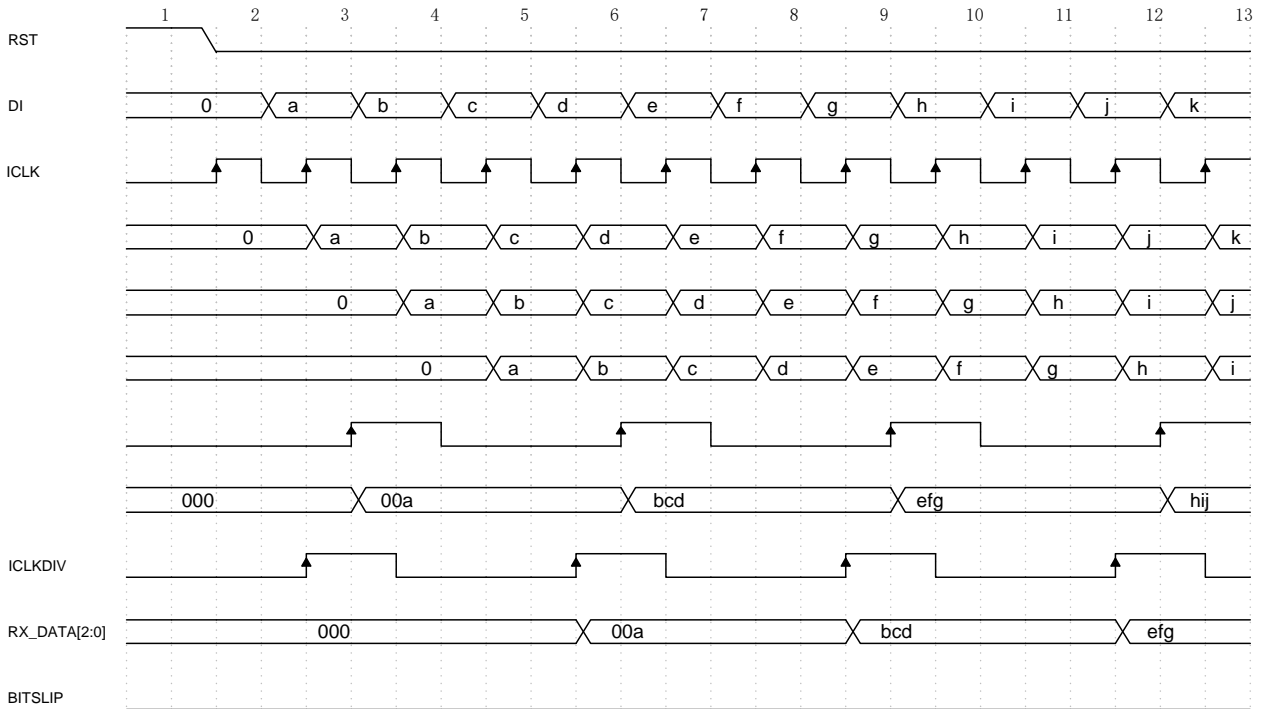 1 2 3 4 5 6 7 8 9 10 11 12 13
RST
DI 0 a b c d e f g h i j k
ICLK
0 a b c d e f g h i j k
0 a b c d e f g h i j
0 a b c d e f g h i
000 00a bcd efg hij
ICLKDIV
RX_DATA[2:0] 000 00a bcd efg
BITSLIP